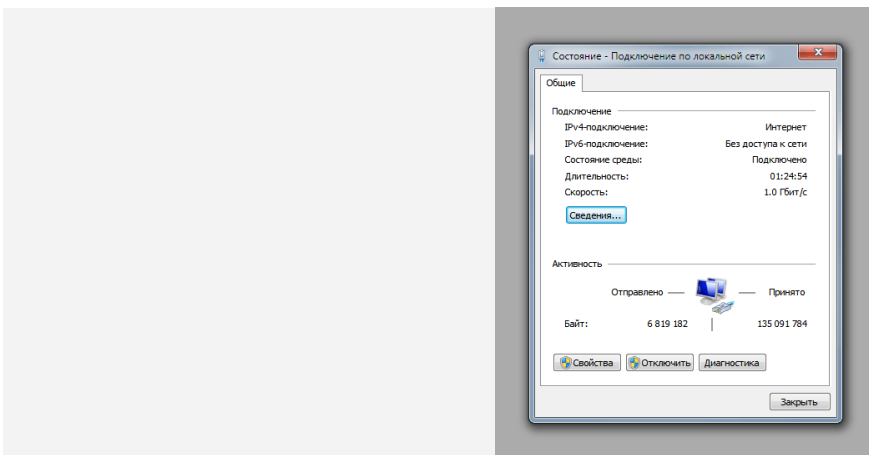 Состояние - Подключение по локальной сети
Общие
Подключение
IPv4-подключение: Интернет
IPv6-подключение: Без доступа к сети
Состояние среды: Подключено
Длительность: 01:24:54
Скорость: 1.0 Гбит/с
Сведения...
Активность
Отправлено — Принято
Байт: 6 819 182 135 091 784
Свойства Отключить Диагностика
Закрыть